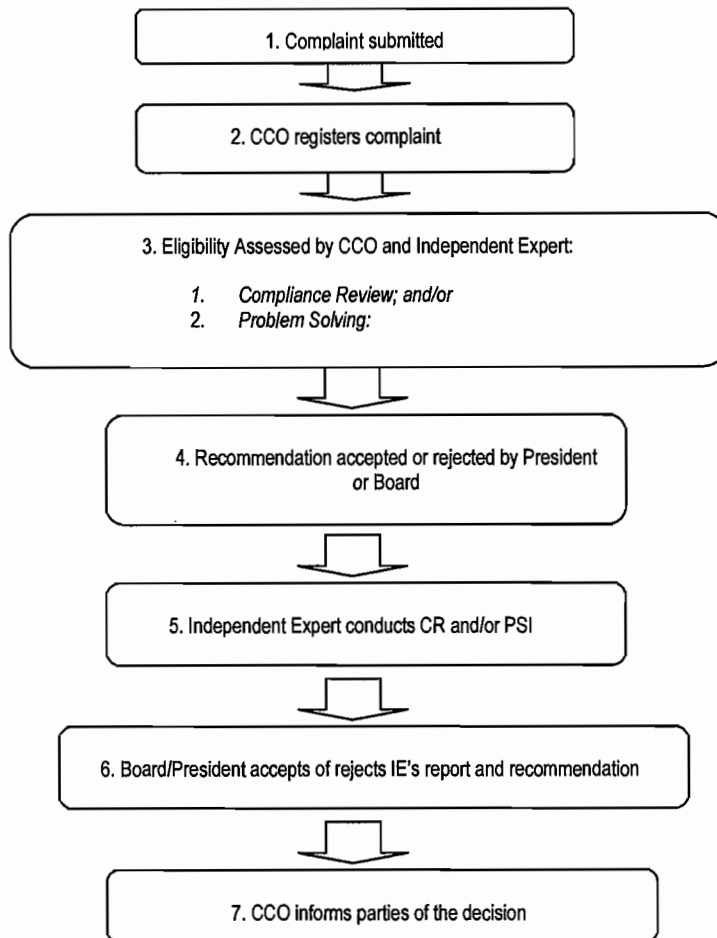 1. Complaint submitted
2. CCO registers complaint
3. Eligibility Assessed by CCO and Independent Expert:
1. Compliance Review; and/or
2. Problem Solving:
4. Recommendation accepted or rejected by President
or Board
5. Independent Expert conducts CR and/or PSI
6. Board/President accepts of rejects IE's report and recommendation
7. CCO informs parties of the decision